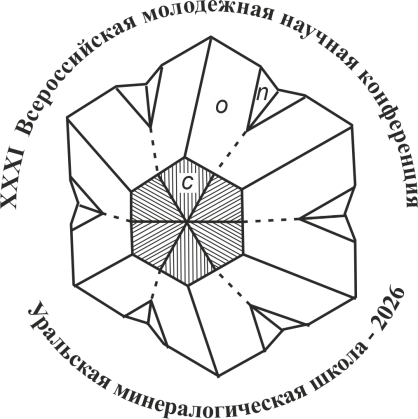 XXXI Всероссийская молодежная научная конференция
o
n
c
Уральская минералогическая школа - 2026